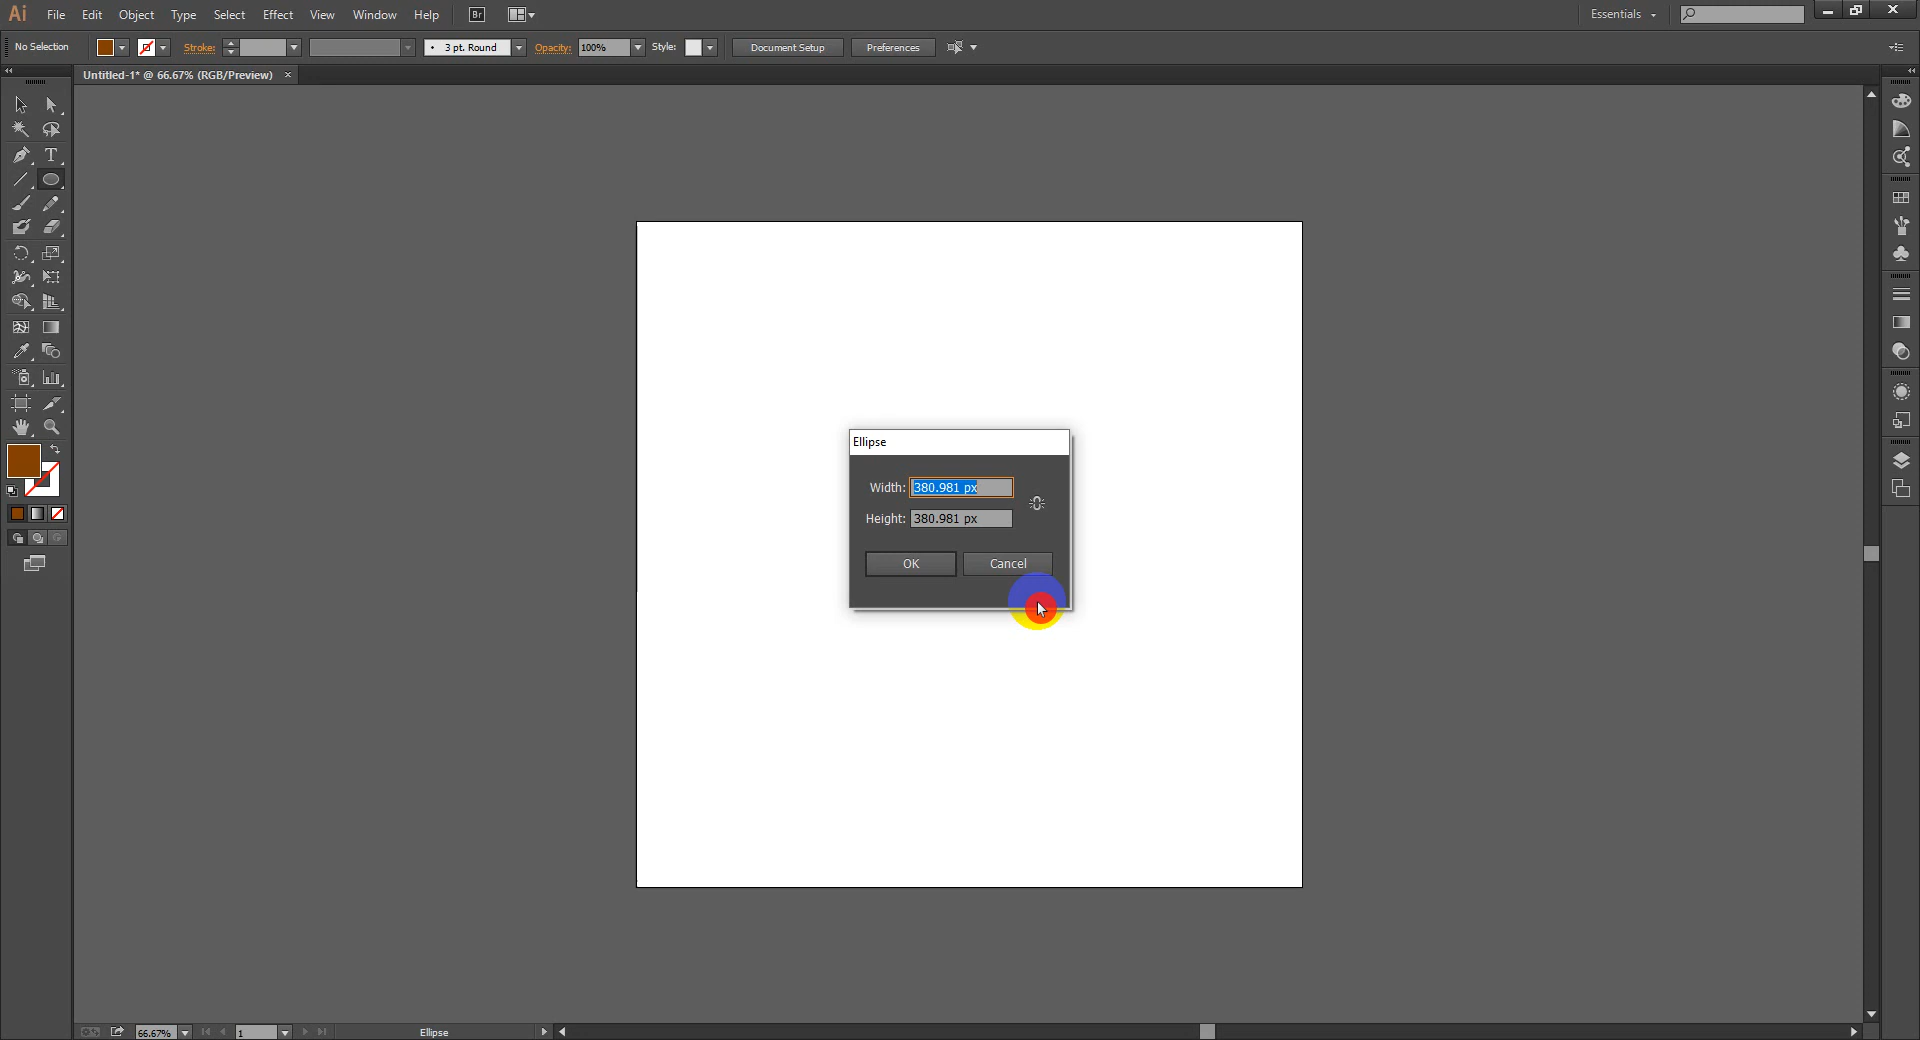 Ai File Edit Object Type Select Effect View Window Help Br Essentials
No Selection Stroke: 3 pt. Round Opacity: 100% Style: Document Setup Preferences
Untitled-1* @ 66.67% (RGB/Preview) ×
T
Ellipse
Width: 380.981 px
Height: 380.981 px
OK Cancel
66.67% 1 Ellipse